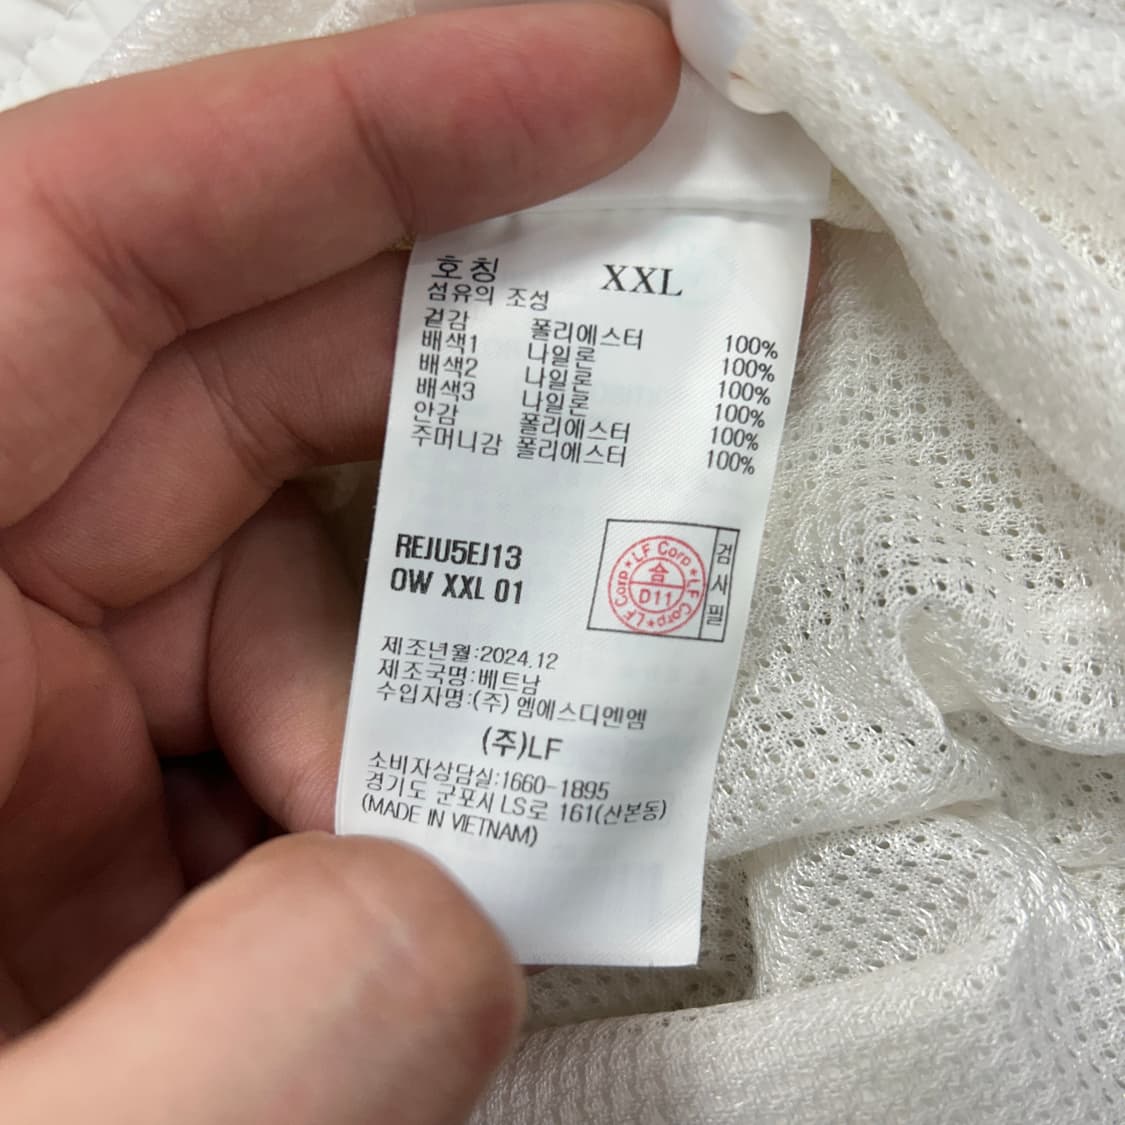 호칭 XXL
섬유의 조성
겉감 폴리에스터 100%
배색1 나일론 100%
배색2 나일론 100%
배색3 나일론 100%
안감 폴리에스터 100%
주머니감 폴리에스터 100%
REJU5EJ13
OW XXL 01
★LF Corp★LF Corp★LF Corp
合
D11
검사필
제조년월:2024.12
제조국명:베트남
수입자명:(주) 엠에스디엔엠
(주)LF
소비자상담실:1660-1895
경기도 군포시 LS로 161(산본동)
(MADE IN VIETNAM)